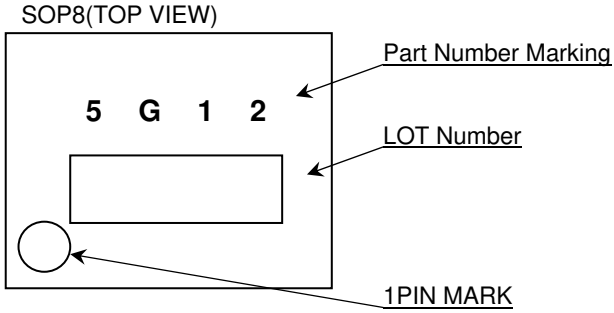 SOP8(TOP VIEW)
Part Number Marking
5 G 1 2
LOT Number
1PIN MARK